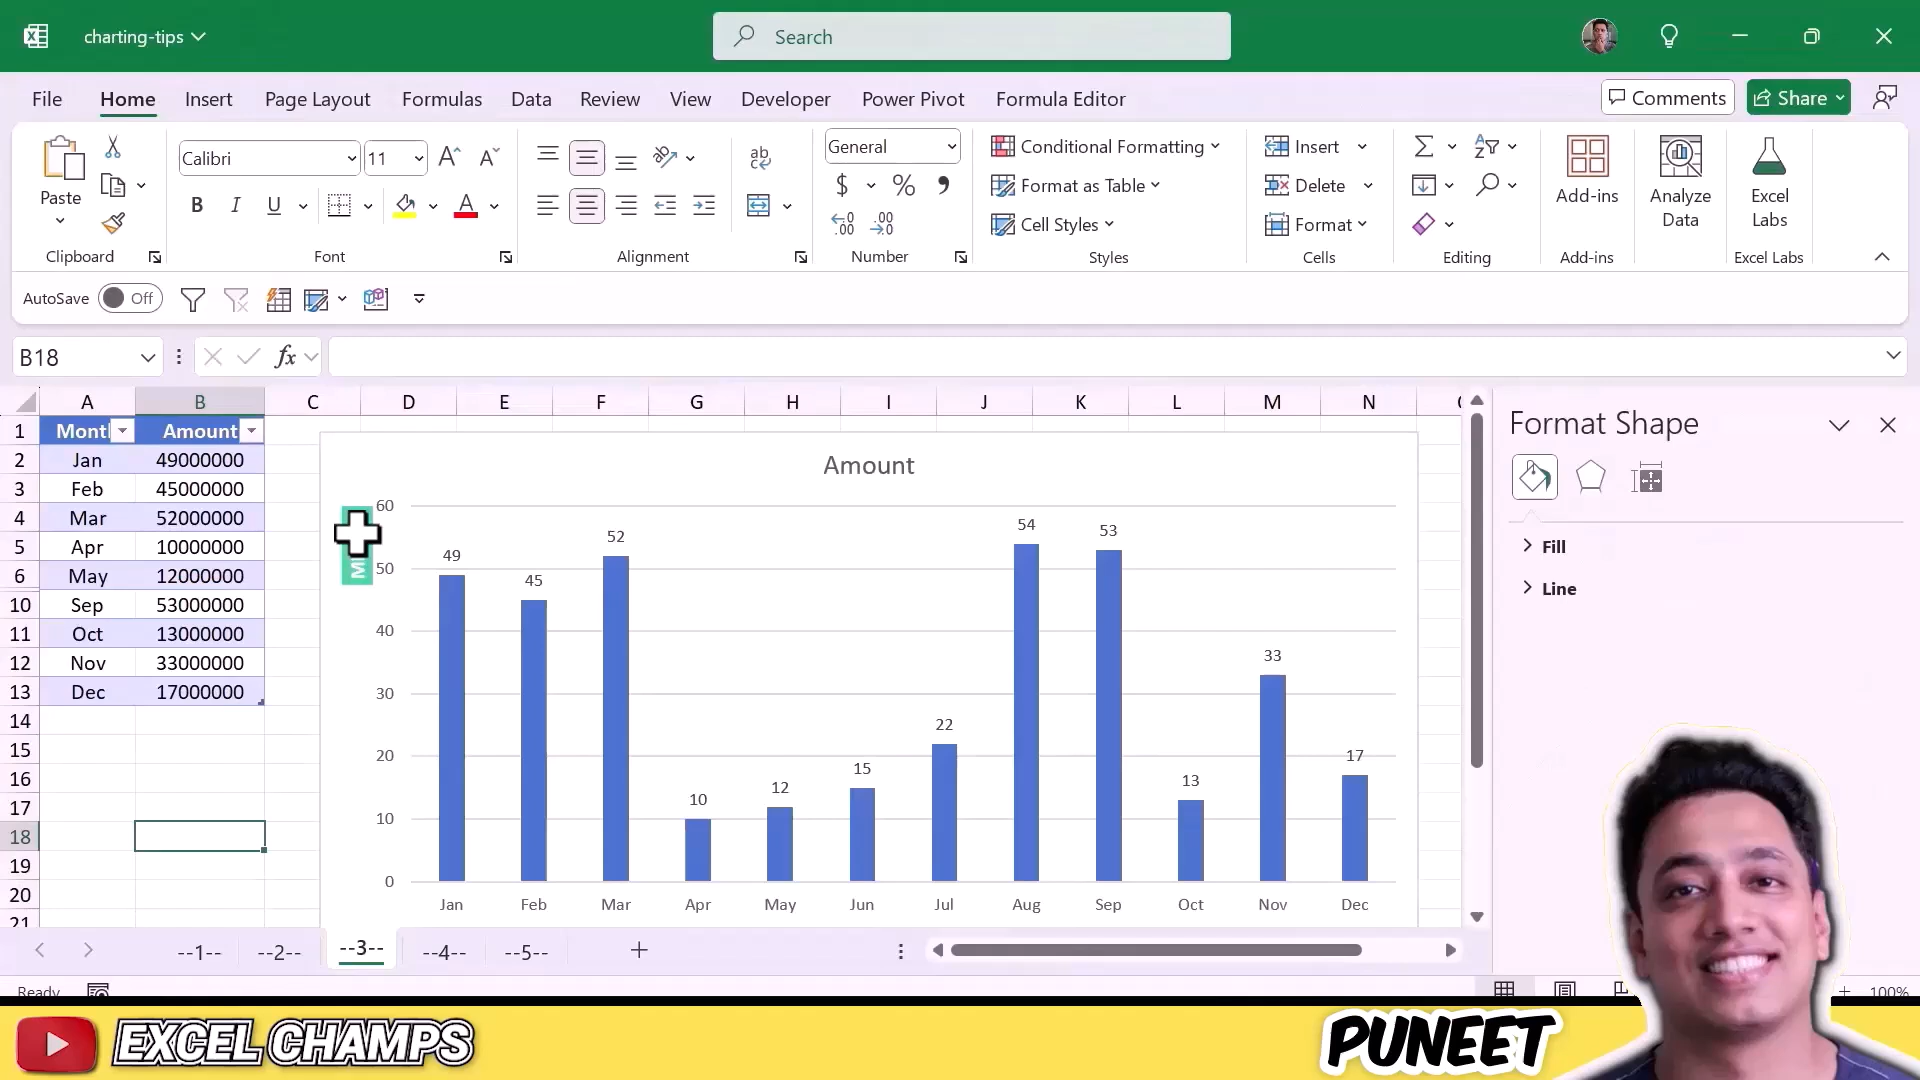 charting-tips
Search
File Home Insert Page Layout Formulas Data Review View Developer Power Pivot Formula Editor
Comments Share
Paste
Clipboard
Calibri 11
B I U
Font
ab
Alignment
General
$ % ,
Number
Conditional Formatting
Format as Table
Cell Styles
Styles
Insert
Delete
Format
Cells
Editing
Add-ins
Add-ins
Analyze Data
Excel Labs
Excel Labs
AutoSave Off
B18
fx
A B C D E F G H I J K L M N
1 Amount
2 Jan 49000000
3 Feb 45000000
4 Mar 52000000
5 Apr 10000000
6 May 12000000
10 Sep 53000000
11 Oct 13000000
12 Nov 33000000
13 Dec 17000000
14
15
16
17
18
19
20
21
Amount
60
50
40
30
20
10
0
49 45 52 10 12 15 22 54 53 13 33 17
Jan Feb Mar Apr May Jun Jul Aug Sep Oct Nov Dec
Format Shape
Fill
Line
--1-- --2-- --3-- --4-- --5--
Ready
100%
EXCEL CHAMPS
PUNEET